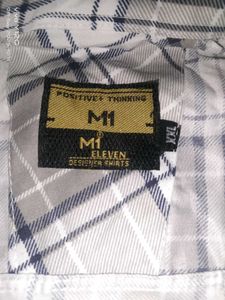 POSITIVE+ THINKING
M1
®
M1
ELEVEN
DESIGNER SHIRTS
XXL